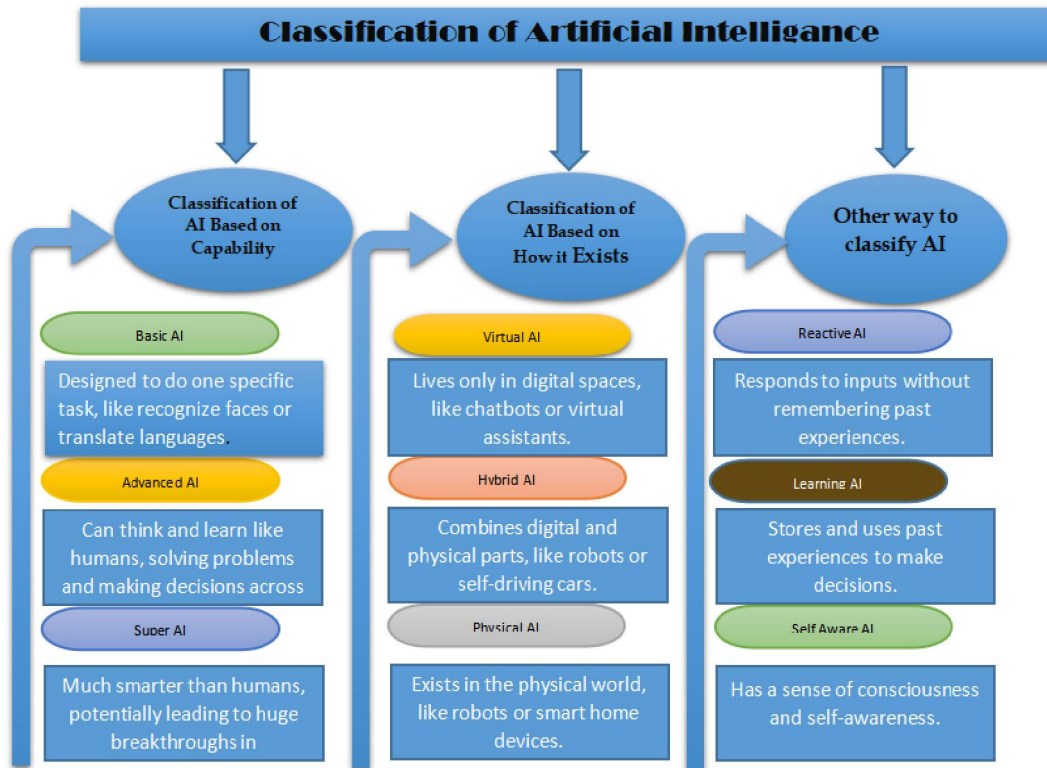 Classification of Artificial Intelligance
Classification of
AI Based on
Capability
Basic AI
Designed to do one specific
task, like recognize faces or
translate languages.
Advanced AI
Can think and learn like
humans, solving problems
and making decisions across
Super AI
Much smarter than humans,
potentially leading to huge
breakthroughs in
Classification of
AI Based on
How it Exists
Virtual AI
Lives only in digital spaces,
like chatbots or virtual
assistants.
Hybrid AI
Combines digital and
physical parts, like robots or
self-driving cars.
Physical AI
Exists in the physical world,
like robots or smart home
devices.
Other way to
classify AI
Reactive AI
Responds to inputs without
remembering past
experiences.
Learning AI
Stores and uses past
experiences to make
decisions.
Self Aware AI
Has a sense of consciousness
and self-awareness.